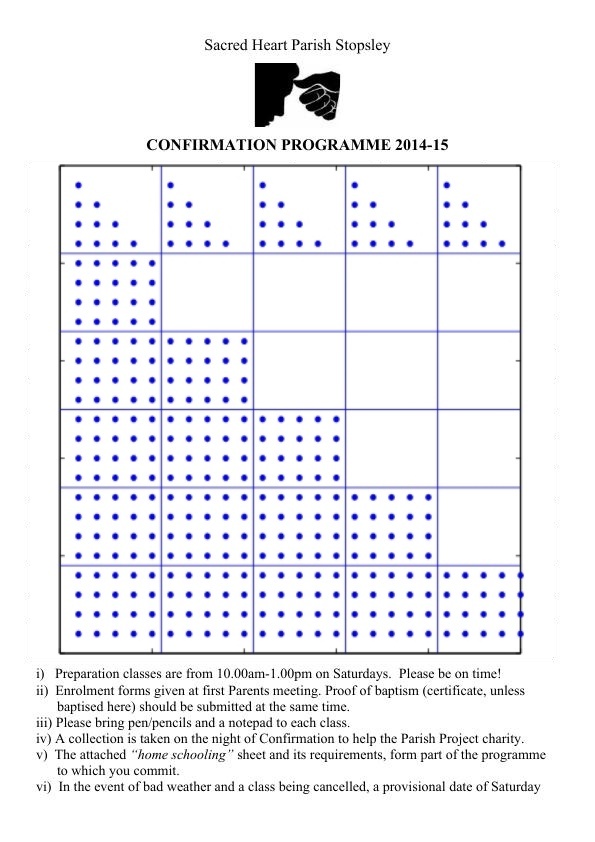 Sacred Heart Parish Stopsley
CONFIRMATION PROGRAMME 2014-15
i) Preparation classes are from 10.00am-1.00pm on Saturdays. Please be on time!
ii) Enrolment forms given at first Parents meeting. Proof of baptism (certificate, unless
baptised here) should be submitted at the same time.
iii) Please bring pen/pencils and a notepad to each class.
iv) A collection is taken on the night of Confirmation to help the Parish Project charity.
v) The attached “home schooling” sheet and its requirements, form part of the programme
to which you commit.
vi) In the event of bad weather and a class being cancelled, a provisional date of Saturday